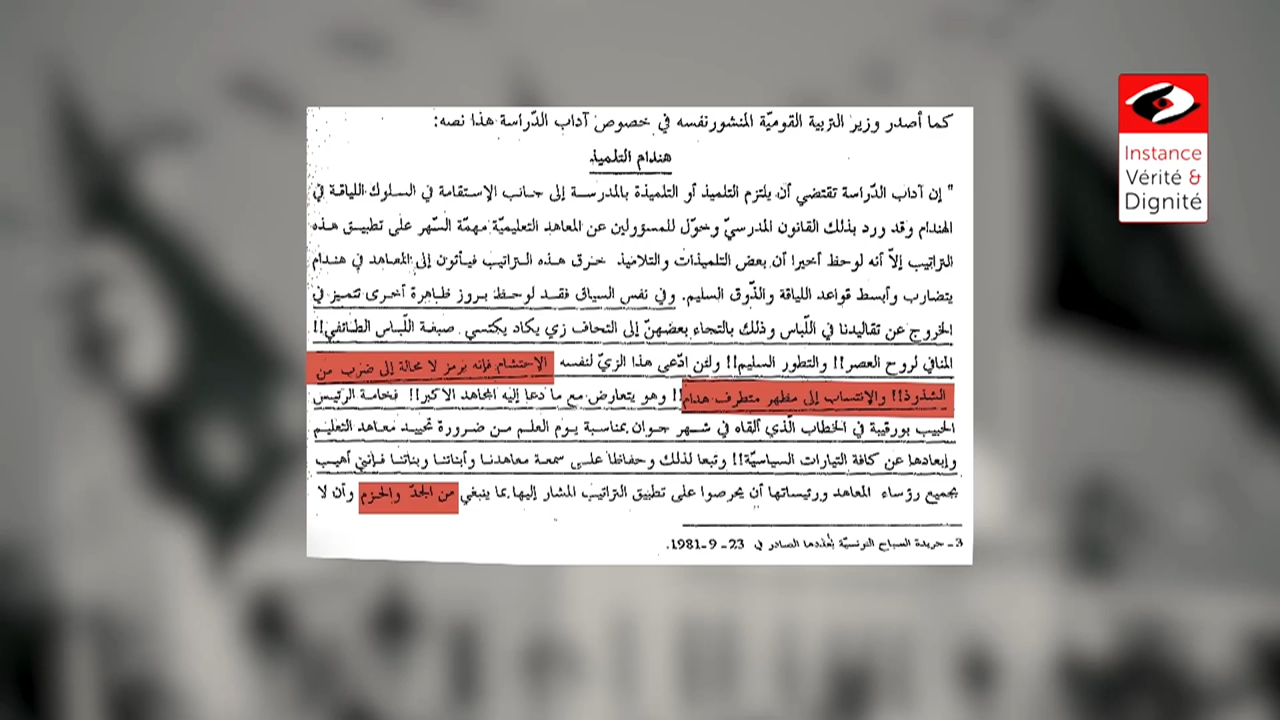 كما أصدر وزير التربية القوميّة المنشورنفسه في خصوص آداب الدّراسة هذا نصه:
هندام التلميذ
" إن آداب الدّراسة تقتضي أن يلتزم التلميذ أو التلميذة بالمدرسة إلى جانب الإستقامة في السلوك اللياقة في
الهندام وقد ورد بذلك القانون المدرسيّ وخوّل للمسؤولين عن المعاهد التعليميّة مهمّة السّهر على تطبيق هذه
التراتيب إلاّ أنه لوحظ أخيرا أن بعض التلميذات والتلاميذ خرق هذه التراتيب فيأتون إلى المعاهد في هندام
يتضارب وأبسط قواعد اللياقة والذّوق السليم. وفي نفس السياق فقد لوحظ بروز ظاهرة أخرى تتميز في
الخروج عن تقاليدنا في اللّباس وذلك بالتجاء بعضهنّ إلى التحاف زي يكاد يكتسي صبغة اللّباس الطائفي!!
المنافي لروح العصر!! والتطور السليم!! ولئن ادّعى هذا الزيّ لنفسه الإحتشام فإنه يرمز لا محالة إلى ضرب من
الشذوذ!! والإنتساب إلى مظهر متطرف هدام!! وهو يتعارض مع ما دعا إليه المجاهد الاكبر!! فخامة الرئيس
الحبيب بورقيبة في الخطاب الّذي ألقاه في شهر جوان بمناسبة يوم العلم من ضرورة تحييد معاهد التعليم
وإبعادها عن كافة التيارات السياسيّة!! وتبعا لذلك وحفاظا على سمعة معاهدنا وأبنائنا وبناتنا فإنني أهيب
بجميع رؤساء المعاهد ورئيساتها أن يحرصوا على تطبيق التراتيب المشار إليها بما ينبغي من الجدّ والحزم وأن لا
3- جريدة الصباح التونسيّة بعددها الصادر في 23-9-1981.
Instance
Vérité &
Dignité